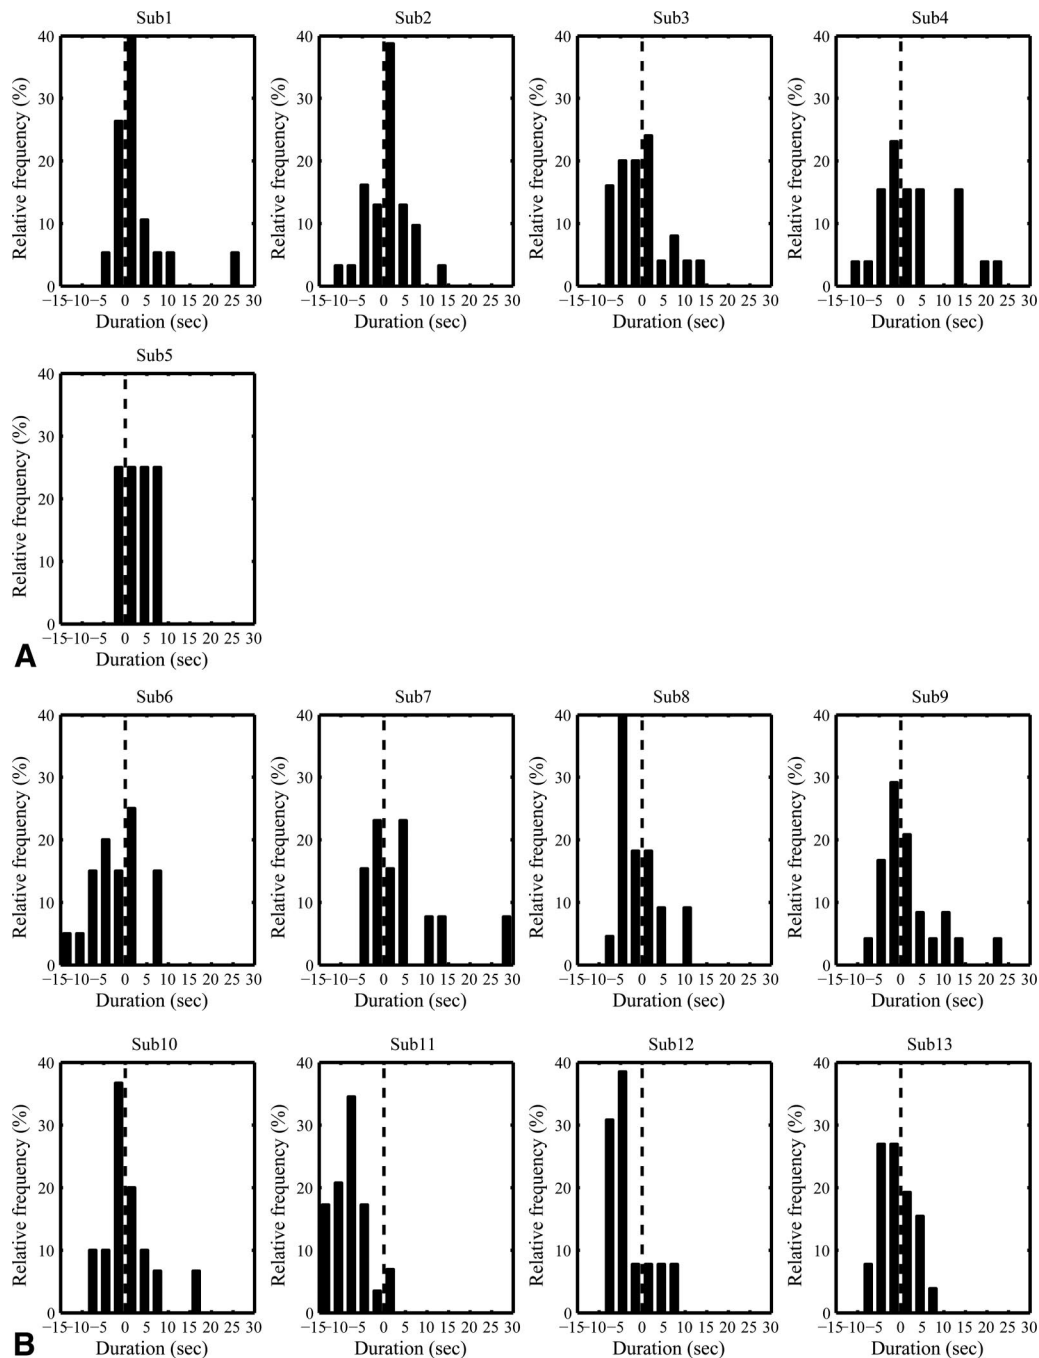 Sub1 Sub2 Sub3 Sub4
40 40 40 40
30 30 30 30
20 20 20 20
10 10 10 10
0 0 0 0
Relative frequency (%) Relative frequency (%) Relative frequency (%) Relative frequency (%)
−15−10−5 0 5 10 15 20 25 30 −15−10−5 0 5 10 15 20 25 30 −15−10−5 0 5 10 15 20 25 30 −15−10−5 0 5 10 15 20 25 30
Duration (sec) Duration (sec) Duration (sec) Duration (sec)
Sub5
40
30
20
10
0
Relative frequency (%)
−15−10−5 0 5 10 15 20 25 30
Duration (sec)
A
Sub6 Sub7 Sub8 Sub9
40 40 40 40
30 30 30 30
20 20 20 20
10 10 10 10
0 0 0 0
Relative frequency (%) Relative frequency (%) Relative frequency (%) Relative frequency (%)
−15−10−5 0 5 10 15 20 25 30 −15−10−5 0 5 10 15 20 25 30 −15−10−5 0 5 10 15 20 25 30 −15−10−5 0 5 10 15 20 25 30
Duration (sec) Duration (sec) Duration (sec) Duration (sec)
Sub10 Sub11 Sub12 Sub13
40 40 40 40
30 30 30 30
20 20 20 20
10 10 10 10
0 0 0 0
Relative frequency (%) Relative frequency (%) Relative frequency (%) Relative frequency (%)
−15−10−5 0 5 10 15 20 25 30 −15−10−5 0 5 10 15 20 25 30 −15−10−5 0 5 10 15 20 25 30 −15−10−5 0 5 10 15 20 25 30
Duration (sec) Duration (sec) Duration (sec) Duration (sec)
B